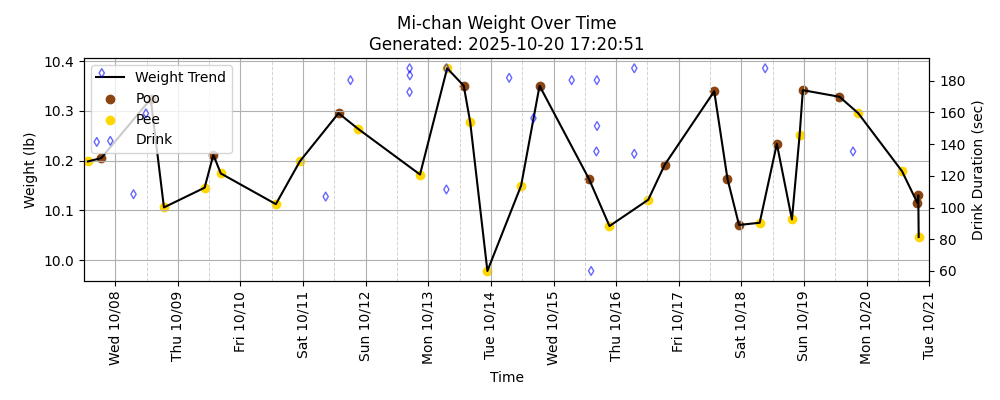 Mi-chan Weight Over Time
Generated: 2025-10-20 17:20:51
Weight (lb)
10.4
10.3
10.2
10.1
10.0
Weight Trend
Poo
Pee
Drink
180
160
140
120
100
80
60
Drink Duration (sec)
Wed 10/08
Thu 10/09
Fri 10/10
Sat 10/11
Sun 10/12
Mon 10/13
Tue 10/14
Wed 10/15
Thu 10/16
Fri 10/17
Sat 10/18
Sun 10/19
Mon 10/20
Tue 10/21
Time